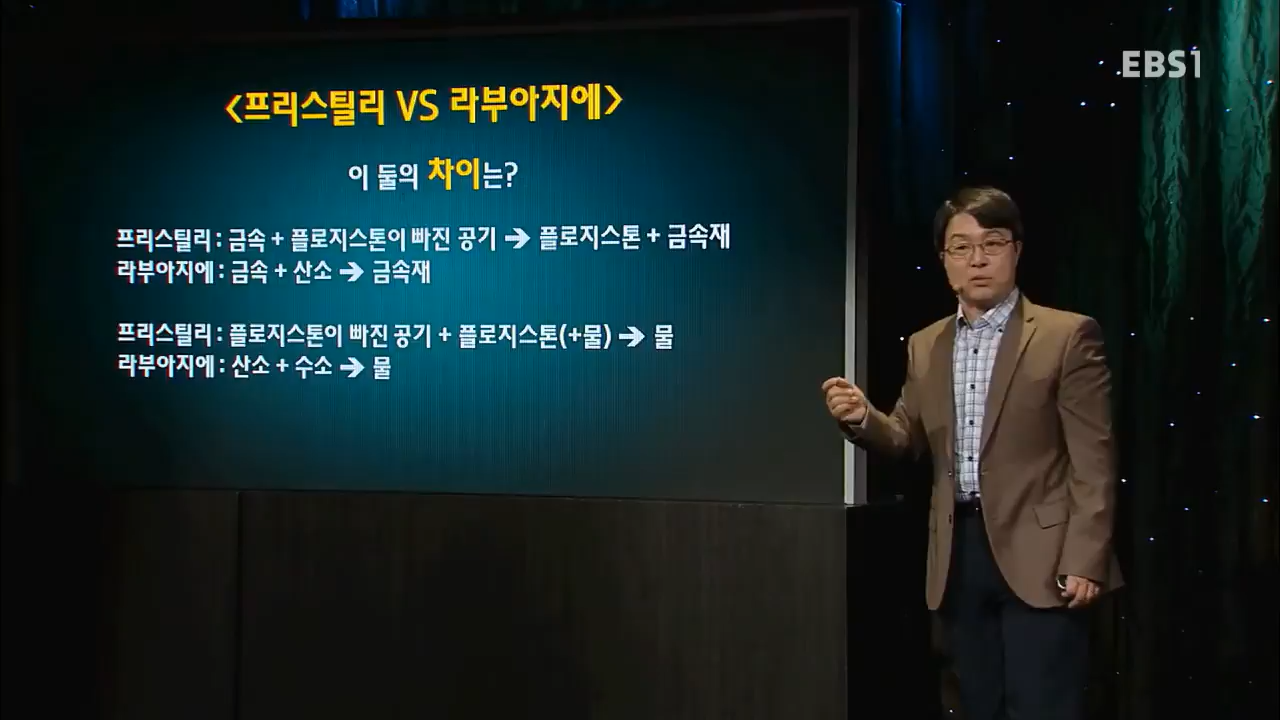 EBS1
<프리스틸리 VS 라부아지에>
이 둘의 차이는?
프리스틸리 : 금속 + 플로지스톤이 빠진 공기 → 플로지스톤 + 금속재
라부아지에 : 금속 + 산소 → 금속재
프리스틸리 : 플로지스톤이 빠진 공기 + 플로지스톤(+물) → 물
라부아지에 : 산소 + 수소 → 물